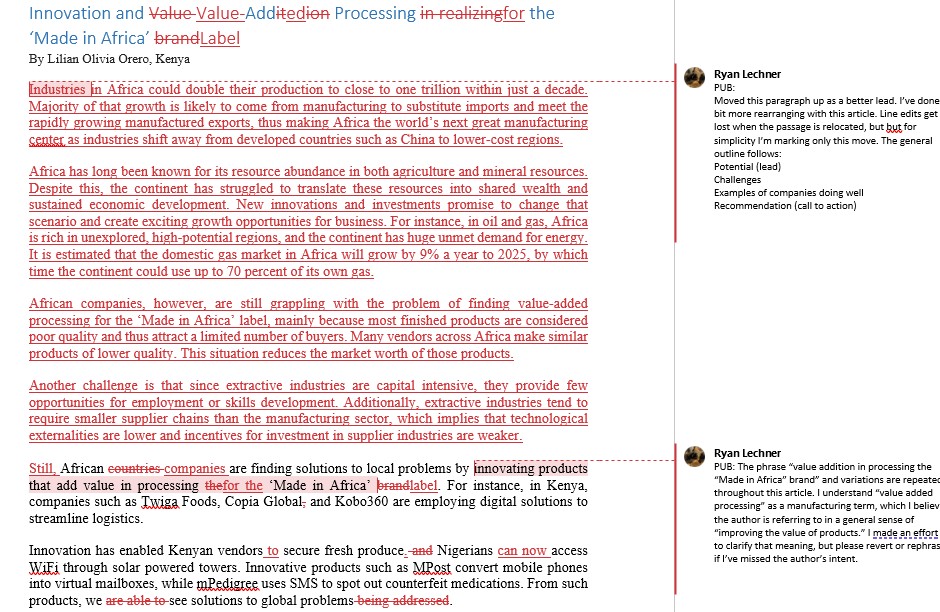 Innovation and Value Value-Additedion Processing in realizingfor the
‘Made in Africa’ brandLabel
By Lilian Olivia Orero, Kenya
Industries in Africa could double their production to close to one trillion within just a decade.
Majority of that growth is likely to come from manufacturing to substitute imports and meet the
rapidly growing manufactured exports, thus making Africa the world’s next great manufacturing
center as industries shift away from developed countries such as China to lower-cost regions.
Africa has long been known for its resource abundance in both agriculture and mineral resources.
Despite this, the continent has struggled to translate these resources into shared wealth and
sustained economic development. New innovations and investments promise to change that
scenario and create exciting growth opportunities for business. For instance, in oil and gas, Africa
is rich in unexplored, high-potential regions, and the continent has huge unmet demand for energy.
It is estimated that the domestic gas market in Africa will grow by 9% a year to 2025, by which
time the continent could use up to 70 percent of its own gas.
African companies, however, are still grappling with the problem of finding value-added
processing for the ‘Made in Africa’ label, mainly because most finished products are considered
poor quality and thus attract a limited number of buyers. Many vendors across Africa make similar
products of lower quality. This situation reduces the market worth of those products.
Another challenge is that since extractive industries are capital intensive, they provide few
opportunities for employment or skills development. Additionally, extractive industries tend to
require smaller supplier chains than the manufacturing sector, which implies that technological
externalities are lower and incentives for investment in supplier industries are weaker.
Still, African countries companies are finding solutions to local problems by innovating products
that add value in processing thefor the ‘Made in Africa’ brandlabel. For instance, in Kenya,
companies such as Twiga Foods, Copia Global, and Kobo360 are employing digital solutions to
streamline logistics.
Innovation has enabled Kenyan vendors to secure fresh produce. and Nigerians can now access
WiFi through solar powered towers. Innovative products such as MPost convert mobile phones
into virtual mailboxes, while mPedigree uses SMS to spot out counterfeit medications. From such
products, we are able to see solutions to global problems being addressed.
Ryan Lechner
PUB:
Moved this paragraph up as a better lead. I’ve done
bit more rearranging with this article. Line edits get
lost when the passage is relocated, but but for
simplicity I’m marking only this move. The general
outline follows:
Potential (lead)
Challenges
Examples of companies doing well
Recommendation (call to action)
Ryan Lechner
PUB: The phrase “value addition in processing the
“Made in Africa” brand” and variations are repeate
throughout this article. I understand “value added
processing” as a manufacturing term, which I believ
the author is referring to in a general sense of
“improving the value of products.” I made an effort
to clarify that meaning, but please revert or rephras
if I’ve missed the author’s intent.